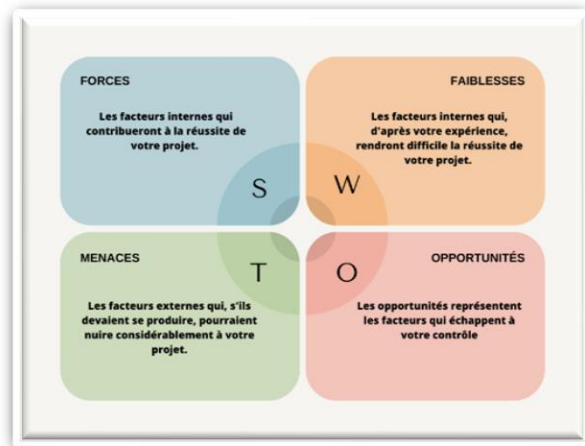 FORCES
Les facteurs internes qui
contribueront à la réussite de
votre projet.
S
FAIBLESSES
Les facteurs internes qui,
d'après votre expérience,
rendront difficile la réussite de
votre projet.
W
MENACES
T
Les facteurs externes qui, s'ils
devaient se produire, pourraient
nuire considérablement à votre
projet.
OPPORTUNITÉS
O
Les opportunités représentent
les facteurs qui échappent à
votre contrôle